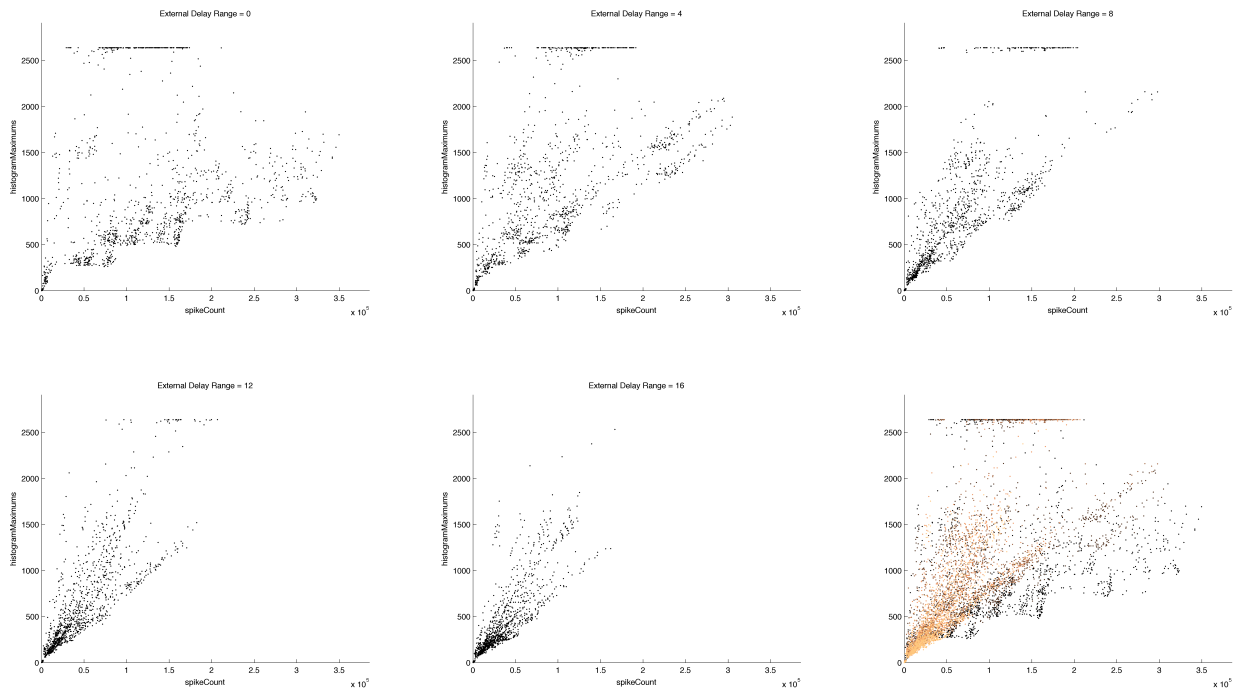 External Delay Range = 0
histogramMaximums
2500
2000
1500
1000
500
0
0 0.5 1 1.5 2 2.5 3 3.5
x 10^5
spikeCount
External Delay Range = 4
histogramMaximums
2500
2000
1500
1000
500
0
0 0.5 1 1.5 2 2.5 3 3.5
x 10^5
spikeCount
External Delay Range = 8
histogramMaximums
2500
2000
1500
1000
500
0
0 0.5 1 1.5 2 2.5 3 3.5
x 10^5
spikeCount
External Delay Range = 12
histogramMaximums
2500
2000
1500
1000
500
0
0 0.5 1 1.5 2 2.5 3 3.5
x 10^5
spikeCount
External Delay Range = 16
histogramMaximums
2500
2000
1500
1000
500
0
0 0.5 1 1.5 2 2.5 3 3.5
x 10^5
spikeCount
histogramMaximums
2500
2000
1500
1000
500
0
0 0.5 1 1.5 2 2.5 3 3.5
x 10^5
spikeCount